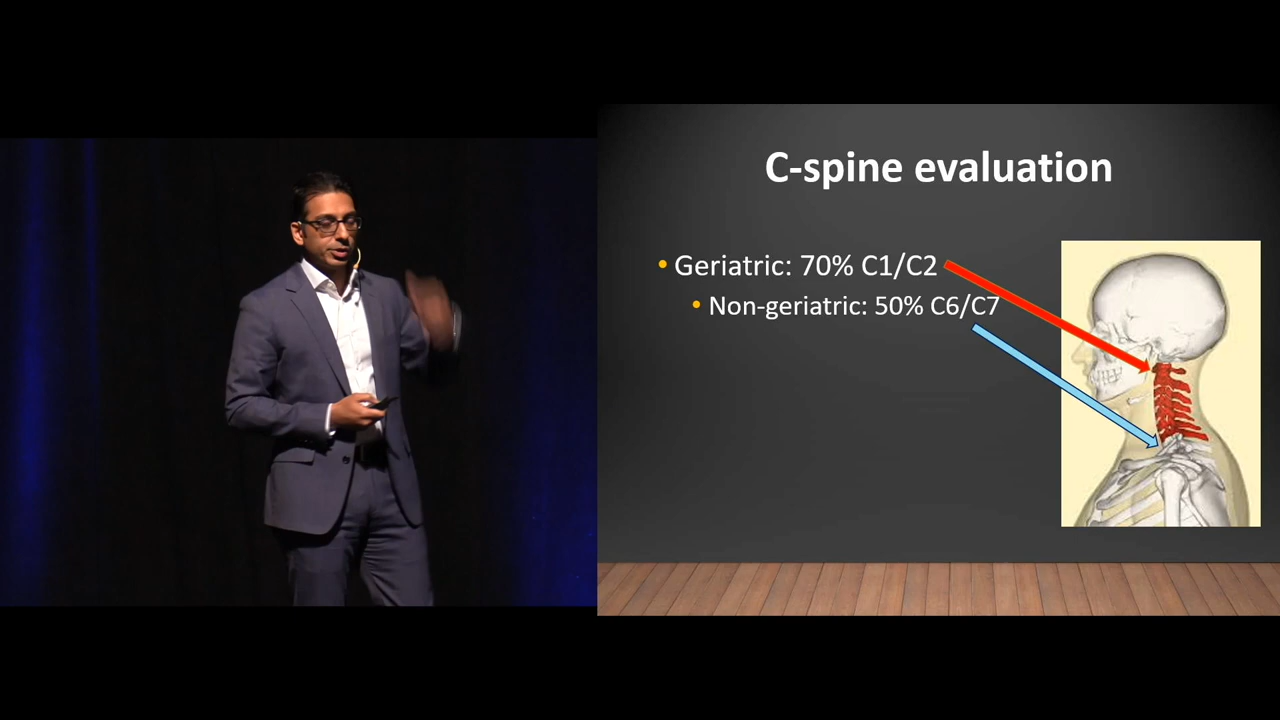 C-spine evaluation
• Geriatric: 70% C1/C2
• Non-geriatric: 50% C6/C7